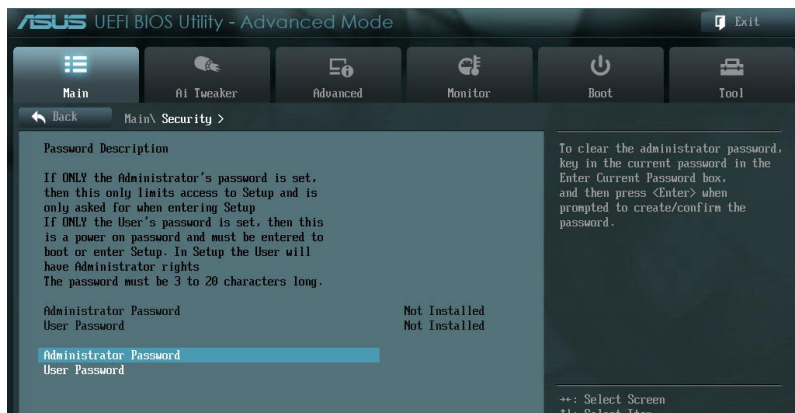 ASUS UEFI BIOS Utility - Advanced Mode
Exit
Main
Ai Tweaker
Advanced
Monitor
Boot
Tool
Back
Main\ Security >
Password Description
If ONLY the Administrator's password is set,
then this only limits access to Setup and is
only asked for when entering Setup
If ONLY the User's password is set, then this
is a power on password and must be entered to
boot or enter Setup. In Setup the User will
have Administrator rights
The password must be 3 to 20 characters long.
Administrator Password Not Installed
User Password Not Installed
Administrator Password
User Password
To clear the administrator password,
key in the current password in the
Enter Current Password box,
and then press <Enter> when
prompted to create/confirm the
password.
→←: Select Screen
↑↓: Select Item